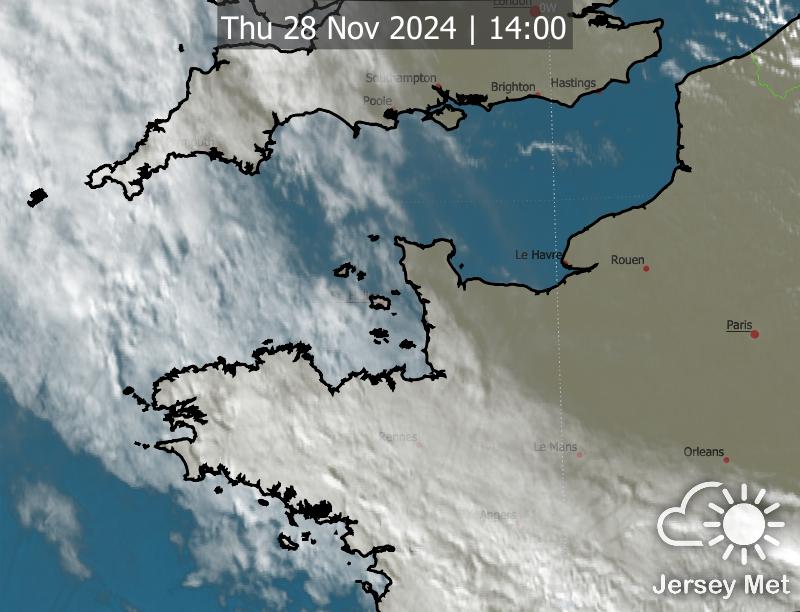 London 0W
Thu 28 Nov 2024 | 14:00
Southampton
Brighton
Hastings
Poole
Le Havre
Rouen
Paris
Rennes
Le Mans
Orleans
Angers
Jersey Met